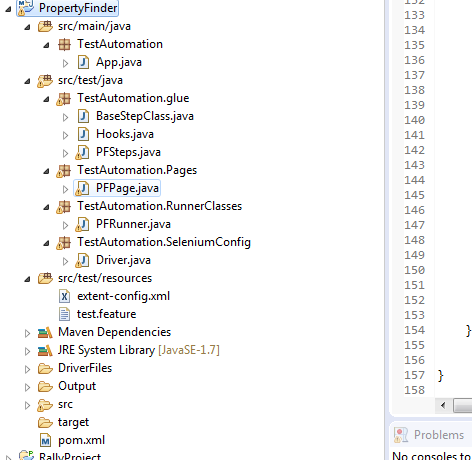 PropertyFinder
src/main/java
TestAutomation
App.java
src/test/java
TestAutomation.glue
BaseStepClass.java
Hooks.java
PFSteps.java
TestAutomation.Pages
PFPage.java
TestAutomation.RunnerClasses
PFRunner.java
TestAutomation.SeleniumConfig
Driver.java
src/test/resources
extent-config.xml
test.feature
Maven Dependencies
JRE System Library [JavaSE-1.7]
DriverFiles
Output
src
target
pom.xml
RallyProject
132
133
134
135
136
137
138
139
140
141
142
143
144
145
146
147
148
149
150
151
152
153
154 }
155
156
157 }
158
Problems
No consoles to